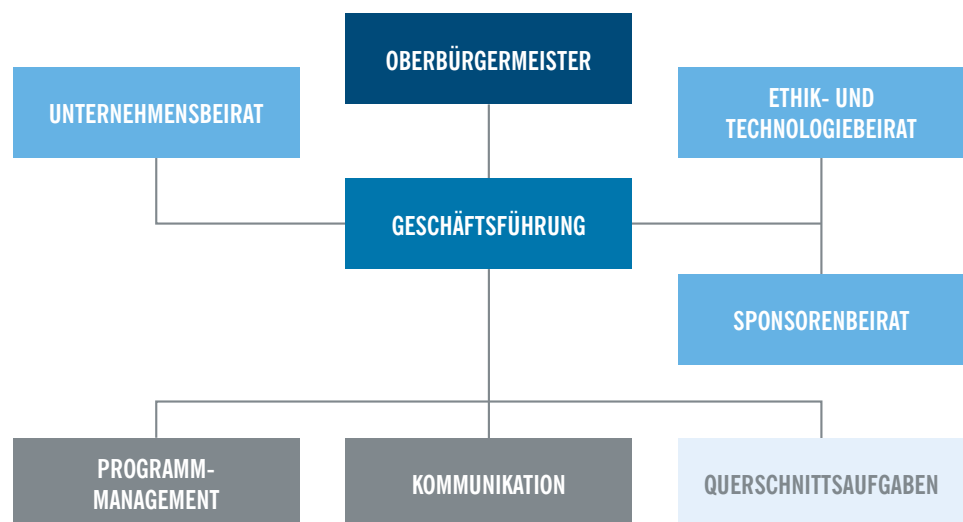 OBERBÜRGERMEISTER
UNTERNEHMENSBEIRAT
ETHIK- UND
TECHNOLOGIEBEIRAT
GESCHÄFTSFÜHRUNG
SPONSORENBEIRAT
PROGRAMM-
MANAGEMENT
KOMMUNIKATION
QUERSCHNITTSAUFGABEN